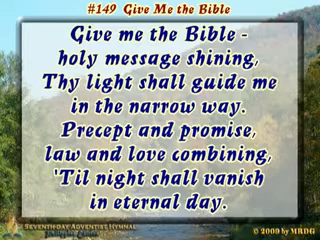 #149 Give Me the Bible
Give me the Bible -
holy message shining,
Thy light shall guide me
in the narrow way.
Precept and promise,
law and love combining,
'Til night shall vanish
in eternal day.
Seventh-day Adventist Hymnal
© 2009 by MRDG